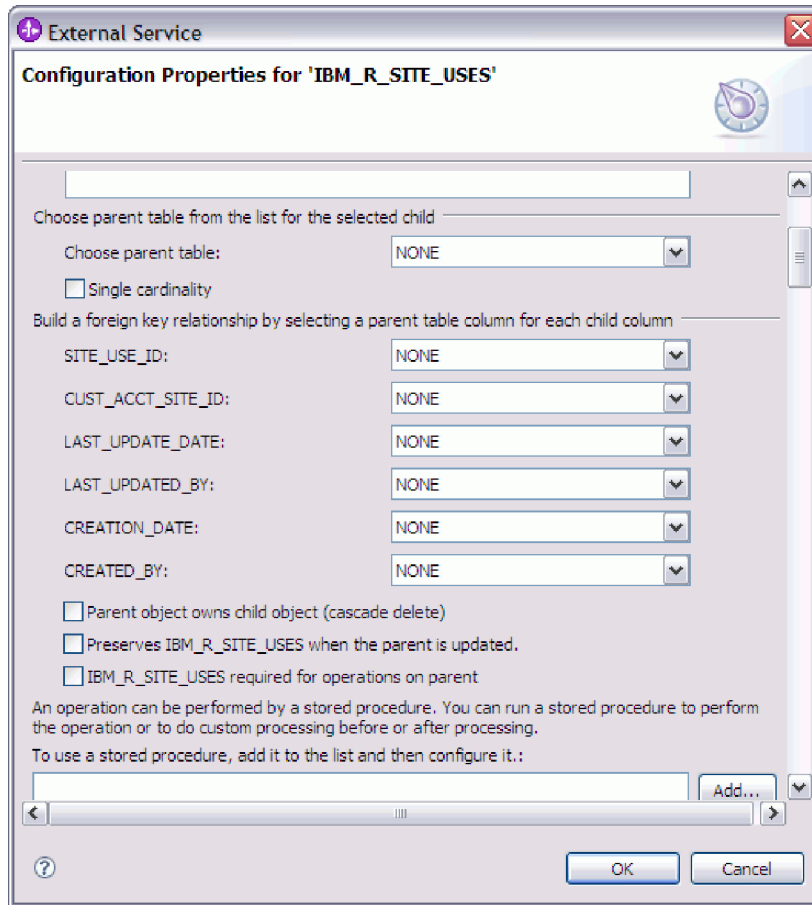 External Service
Configuration Properties for 'IBM_R_SITE_USES'
Choose parent table from the list for the selected child
Choose parent table: NONE
Single cardinality
Build a foreign key relationship by selecting a parent table column for each child column
SITE_USE_ID: NONE
CUST_ACCT_SITE_ID: NONE
LAST_UPDATE_DATE: NONE
LAST_UPDATED_BY: NONE
CREATION_DATE: NONE
CREATED_BY: NONE
Parent object owns child object (cascade delete)
Preserves IBM_R_SITE_USES when the parent is updated.
IBM_R_SITE_USES required for operations on parent
An operation can be performed by a stored procedure. You can run a stored procedure to perform
the operation or to do custom processing before or after processing.
To use a stored procedure, add it to the list and then configure it.:
Add...
?
OK Cancel